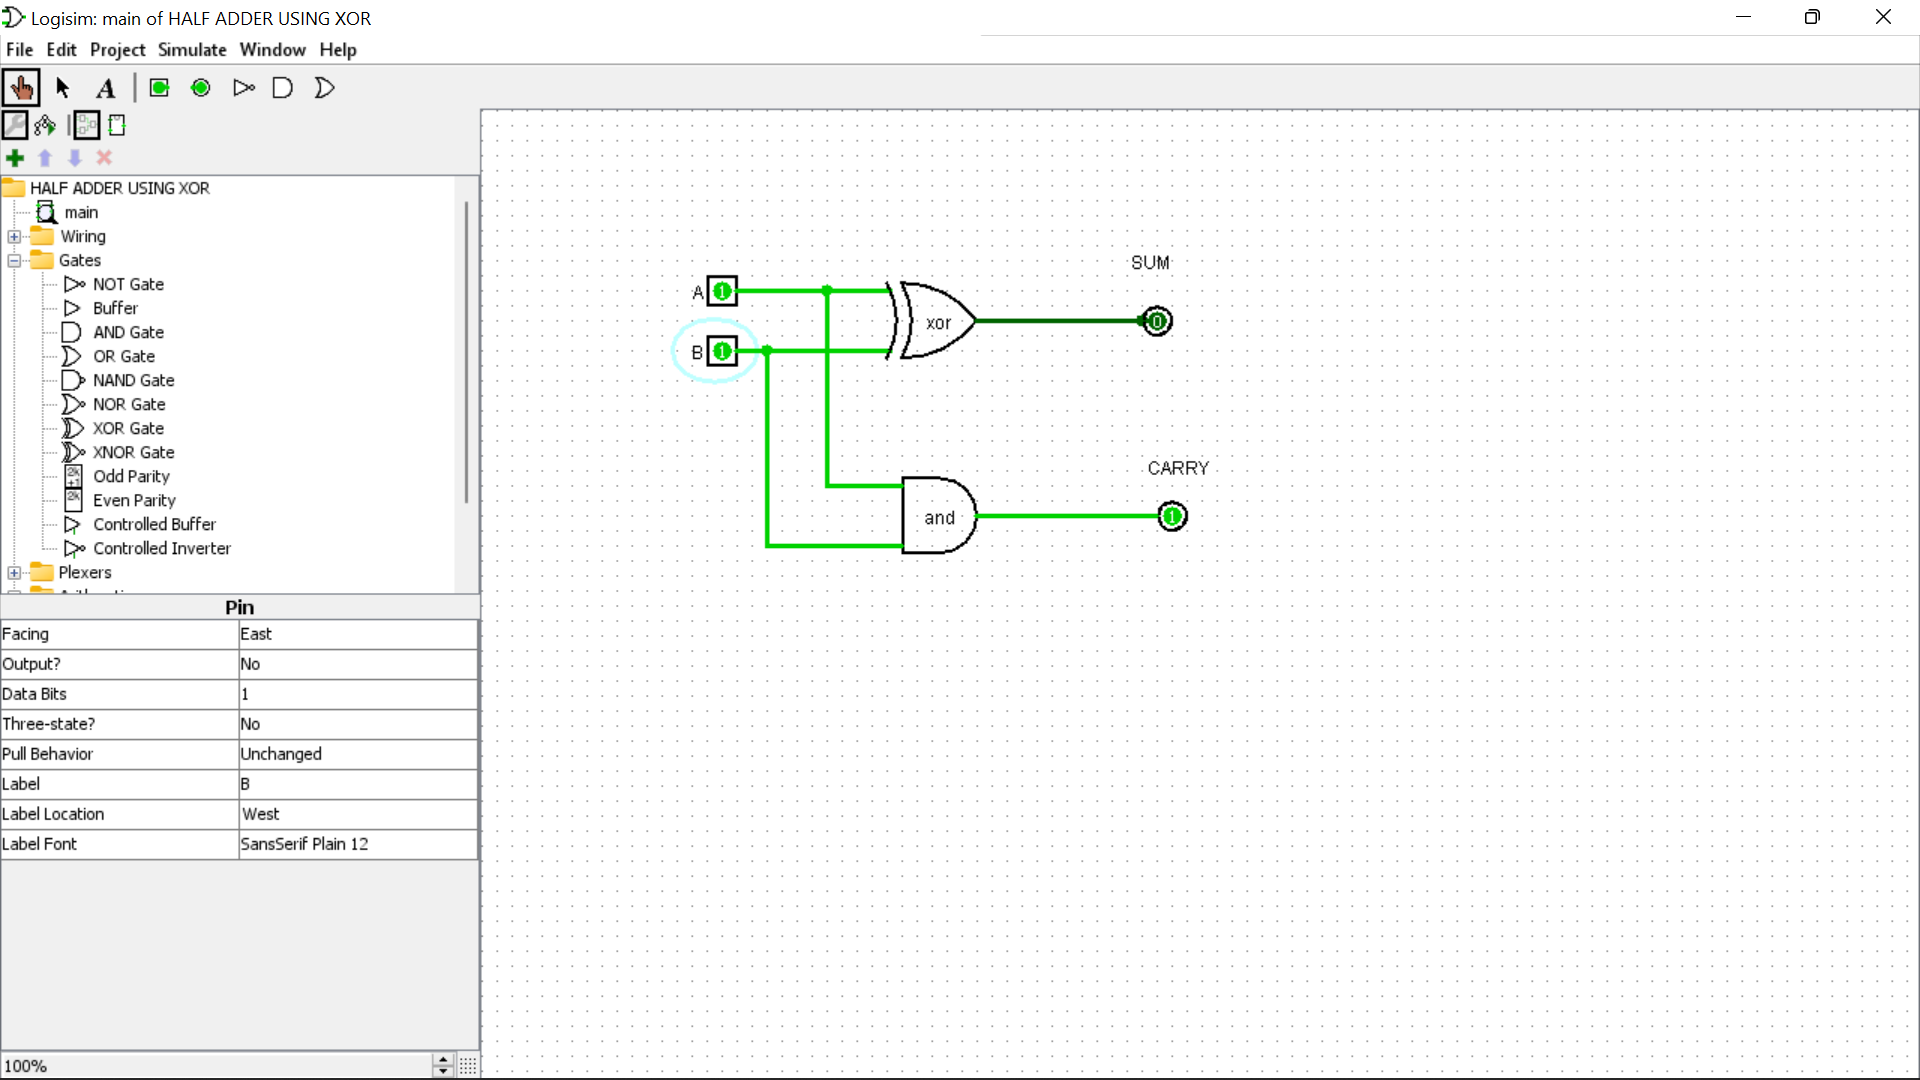 Logisim: main of HALF ADDER USING XOR
File Edit Project Simulate Window Help
A
HALF ADDER USING XOR
main
Wiring
Gates
NOT Gate
Buffer
AND Gate
OR Gate
NAND Gate
NOR Gate
XOR Gate
XNOR Gate
2k+1 Odd Parity
2k Even Parity
Controlled Buffer
Controlled Inverter
Plexers
Pin
Facing East
Output? No
Data Bits 1
Three-state? No
Pull Behavior Unchanged
Label B
Label Location West
Label Font SansSerif Plain 12
100%
SUM
A 1
xor
0
B 1
CARRY
and
1